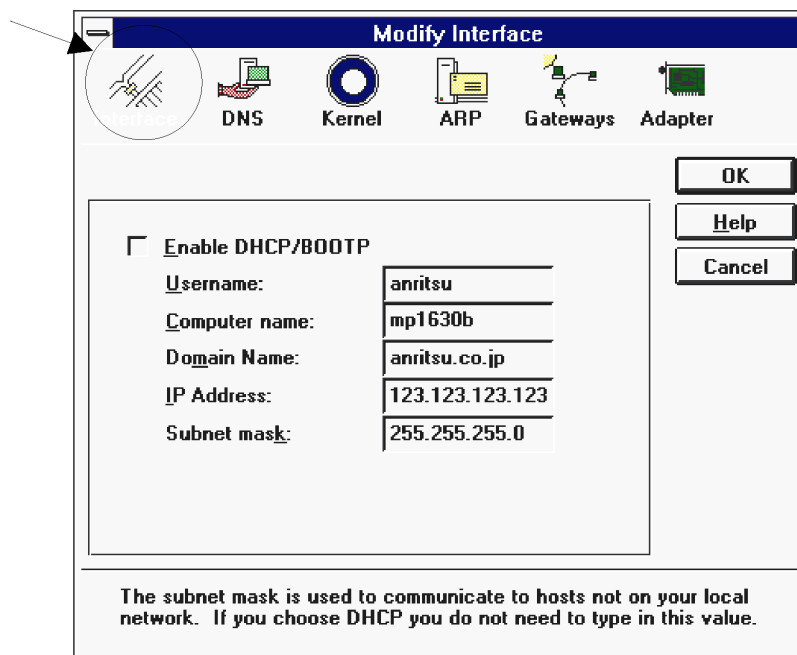 Modify Interface
Interface DNS Kernel ARP Gateways Adapter
OK
Help
Cancel
Enable DHCP/BOOTP
Username: anritsu
Computer name: mp1630b
Domain Name: anritsu.co.jp
IP Address: 123.123.123.123
Subnet mask: 255.255.255.0
The subnet mask is used to communicate to hosts not on your local
network. If you choose DHCP you do not need to type in this value.